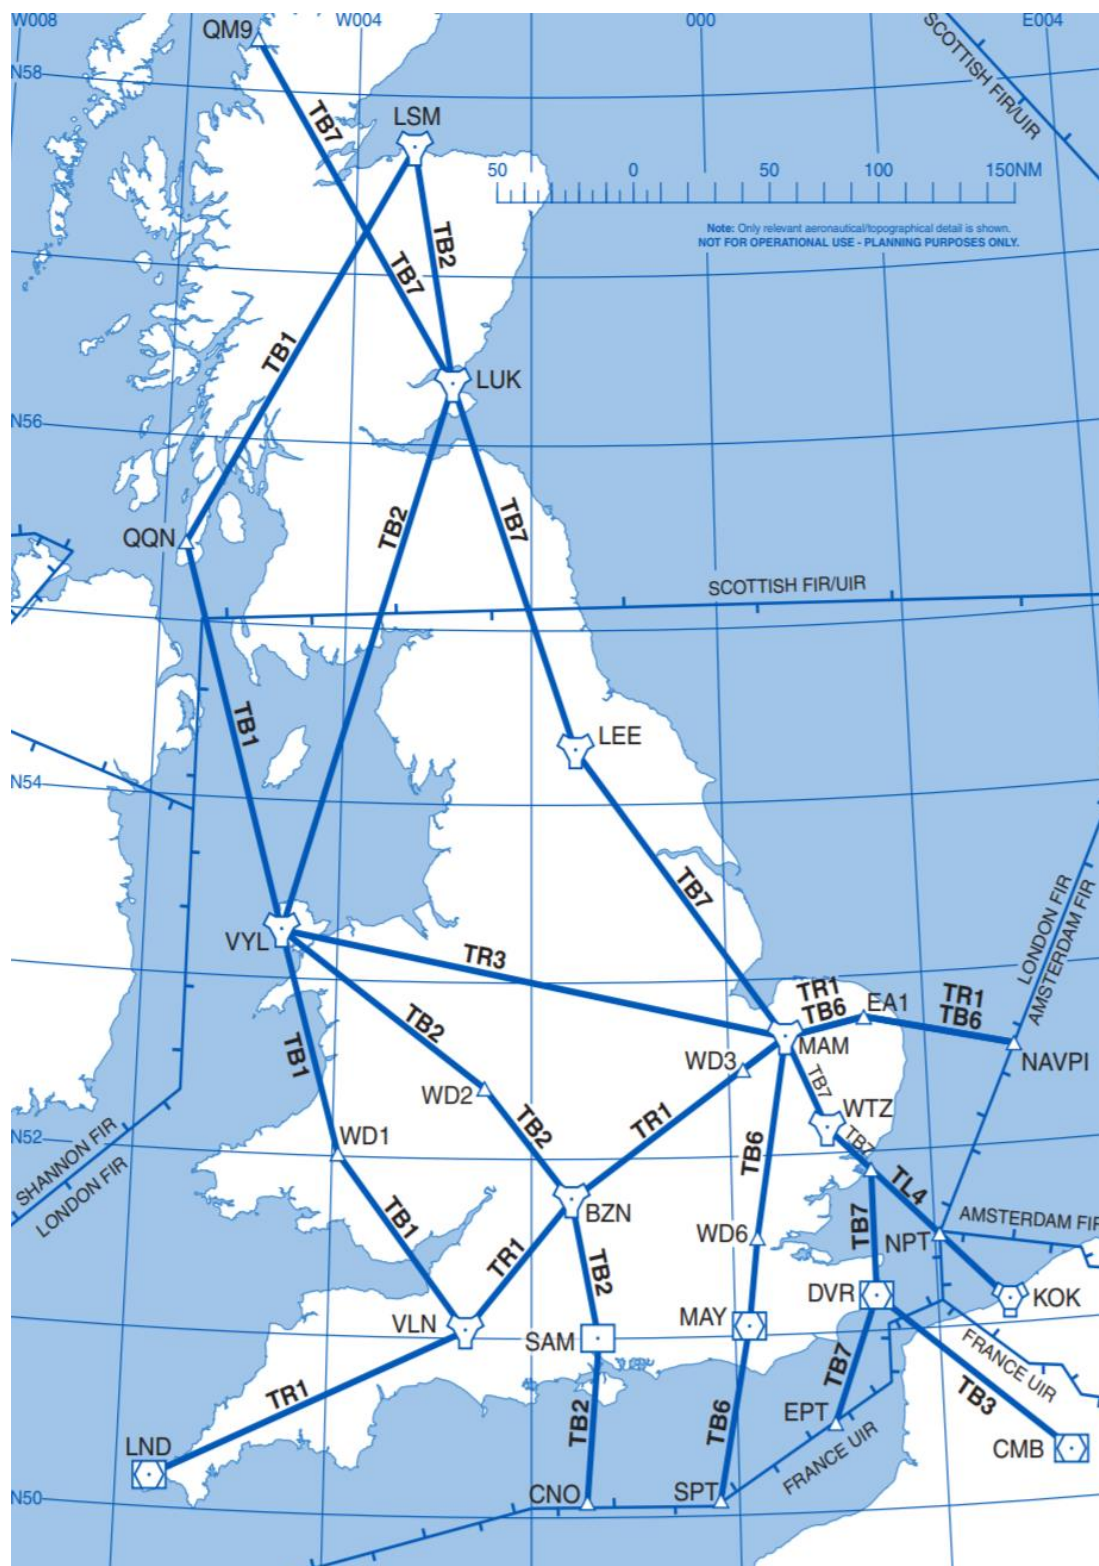 W008
W004
000
E004
QM9
N58
SCOTTISH FIR/UIR
TB7
LSM
50
0
50
100
150NM
Note: Only relevant aeronautical/topographical detail is shown.
NOT FOR OPERATIONAL USE - PLANNING PURPOSES ONLY.
TB2
TB7
TB1
LUK
N56
TB2
TB7
QQN
SCOTTISH FIR/UIR
TB1
LEE
N54
TB7
LONDON FIR
AMSTERDAM FIR
VYL
TR3
TR1
TB6
EA1
TR1
TB6
TB2
TB1
MAM
NAVPI
WD3
TB7
WD2
TR1
WTZ
N52
TB2
WD1
TB6
TB7
SHANNON FIR
LONDON FIR
TL4
TB1
BZN
TB7
AMSTERDAM FIR
WD6
NPT
TR1
TB2
DVR
KOK
MAY
VLN
SAM
FRANCE UIR
TB7
TR1
TB3
TB2
TB6
EPT
LND
CMB
FRANCE UIR
N50
CNO
SPT